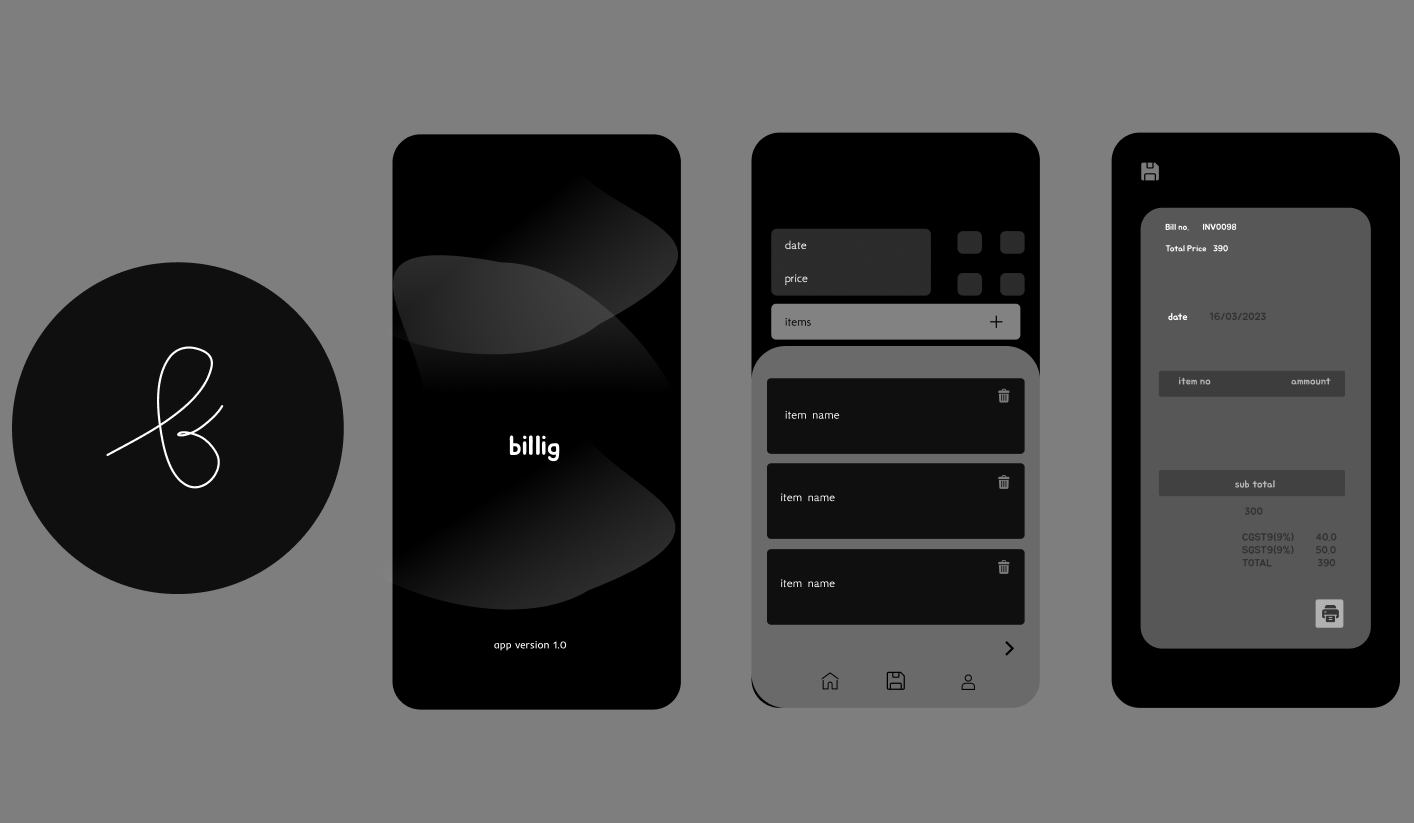 billig
app version 1.0
date
price
items
item name
item name
item name
Bill no. INV0098
Total Price 390
date 16/03/2023
item no ammount
sub total
300
CGST9(9%) 40.0
SGST9(9%) 50.0
TOTAL 390